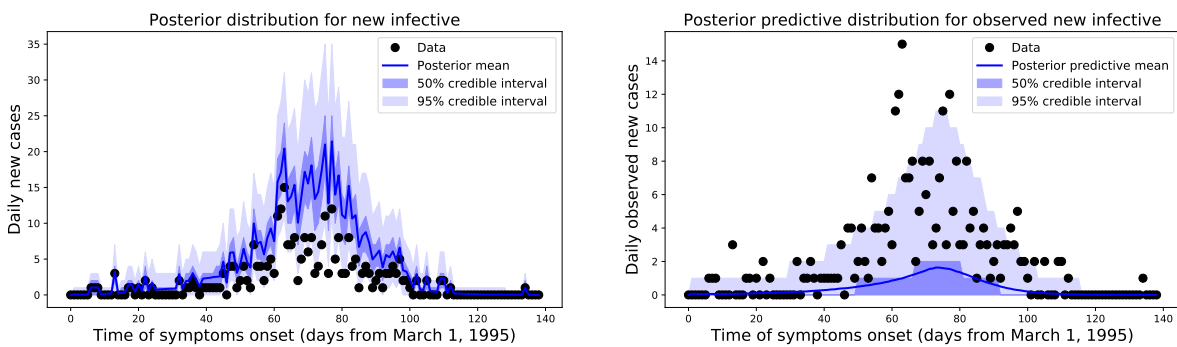 Posterior distribution for new infective
Daily new cases
35
30
25
20
15
10
5
0
Data
Posterior mean
50% credible interval
95% credible interval
0 20 40 60 80 100 120 140
Time of symptoms onset (days from March 1, 1995)
Posterior predictive distribution for observed new infective
Daily observed new cases
14
12
10
8
6
4
2
0
Data
Posterior predictive mean
50% credible interval
95% credible interval
0 20 40 60 80 100 120 140
Time of symptoms onset (days from March 1, 1995)